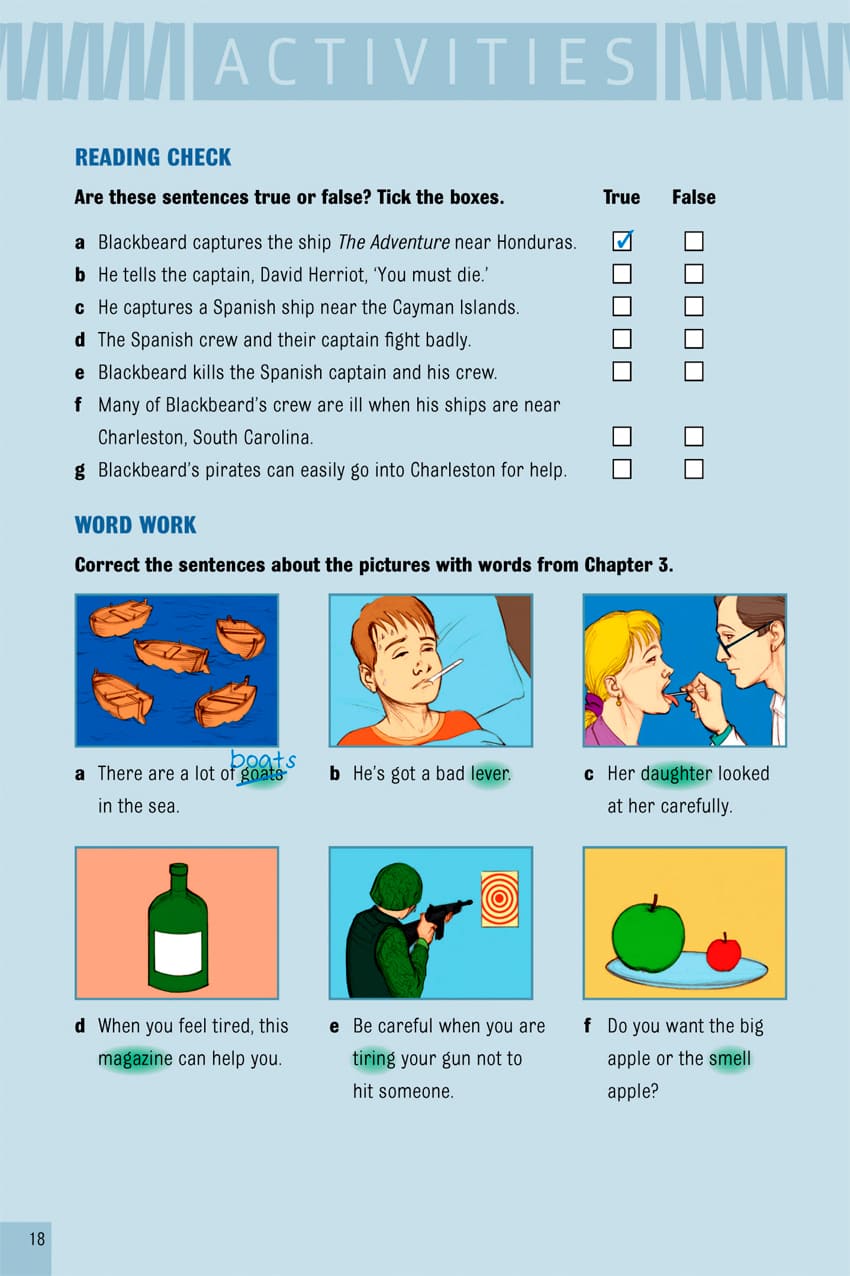 ACTIVITIES
READING CHECK
Are these sentences true or false? Tick the boxes. True False
a Blackbeard captures the ship The Adventure near Honduras. ✓
b He tells the captain, David Herriot, ‘You must die.’
c He captures a Spanish ship near the Cayman Islands.
d The Spanish crew and their captain fight badly.
e Blackbeard kills the Spanish captain and his crew.
f Many of Blackbeard’s crew are ill when his ships are near
Charleston, South Carolina.
g Blackbeard’s pirates can easily go into Charleston for help.
WORD WORK
Correct the sentences about the pictures with words from Chapter 3.
boats
a There are a lot of goats
in the sea.
b He’s got a bad lever.
c Her daughter looked
at her carefully.
d When you feel tired, this
magazine can help you.
e Be careful when you are
tiring your gun not to
hit someone.
f Do you want the big
apple or the smell
apple?
18